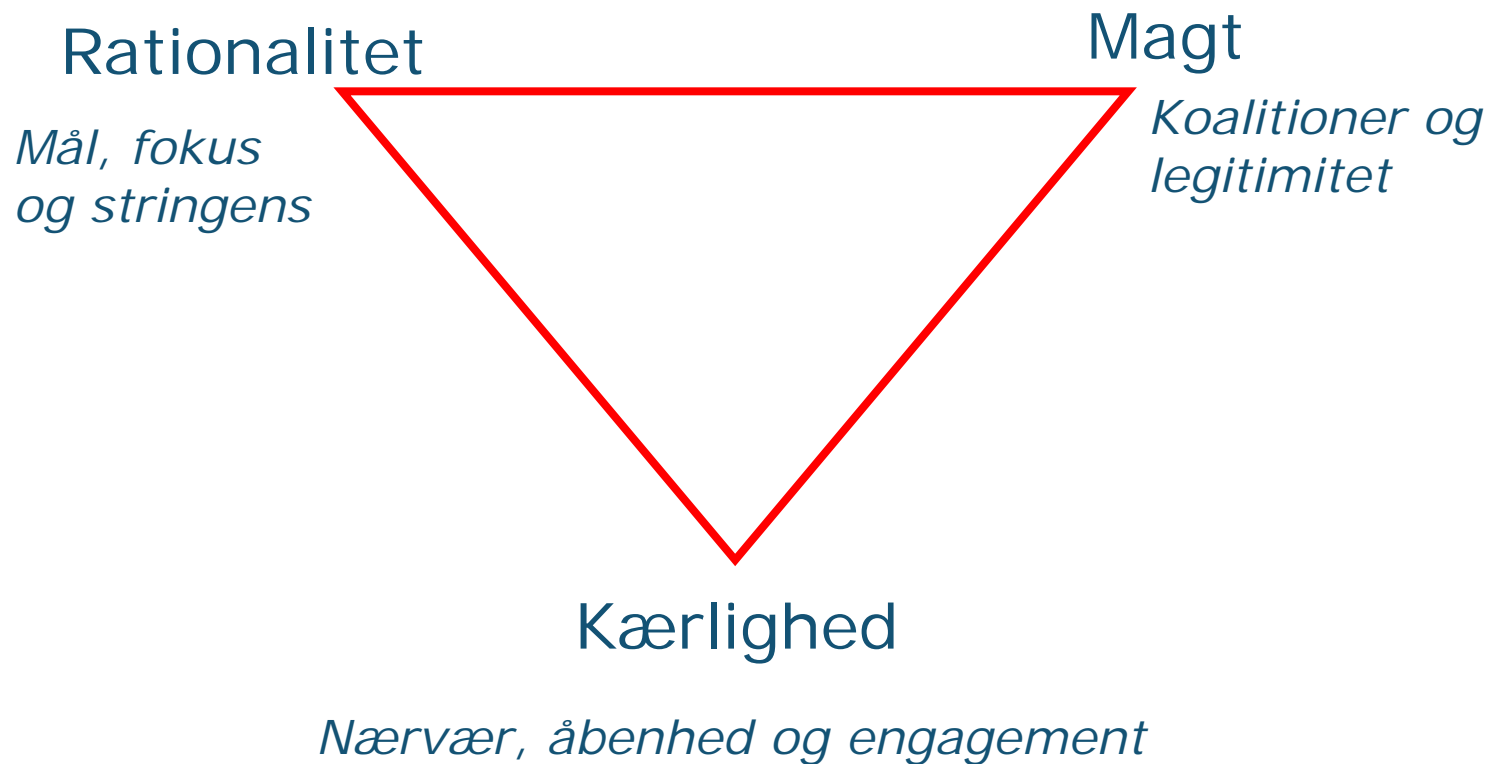 Rationalitet
Mål, fokus
og stringens
Magt
Koalitioner og
legitimitet
Kærlighed
Nærvær, åbenhed og engagement